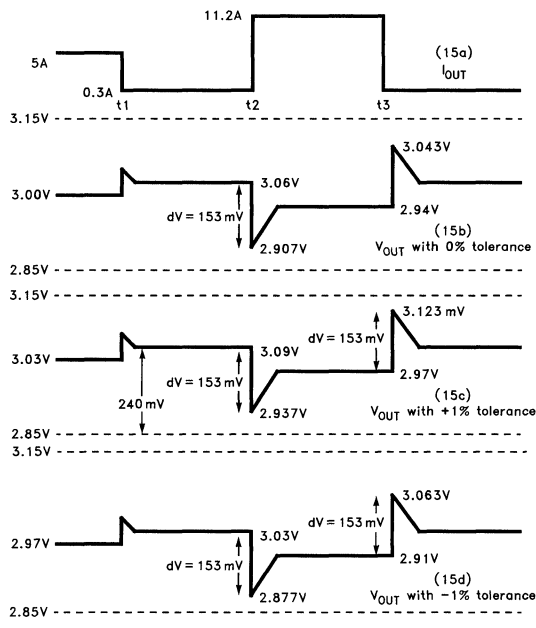 11.2A
5A
(15a)
I_OUT
0.3A
t1 t2 t3
3.15V
3.043V
3.00V
3.06V
dV = 153 mV
2.94V
2.907V
(15b)
V_OUT with 0% tolerance
2.85V
3.15V
3.123 mV
dV = 153 mV
3.03V
3.09V
dV = 153 mV
2.97V
240 mV
2.937V
(15c)
V_OUT with +1% tolerance
2.85V
3.15V
3.063V
dV = 153 mV
2.97V
3.03V
dV = 153 mV
2.91V
2.877V
(15d)
V_OUT with −1% tolerance
2.85V